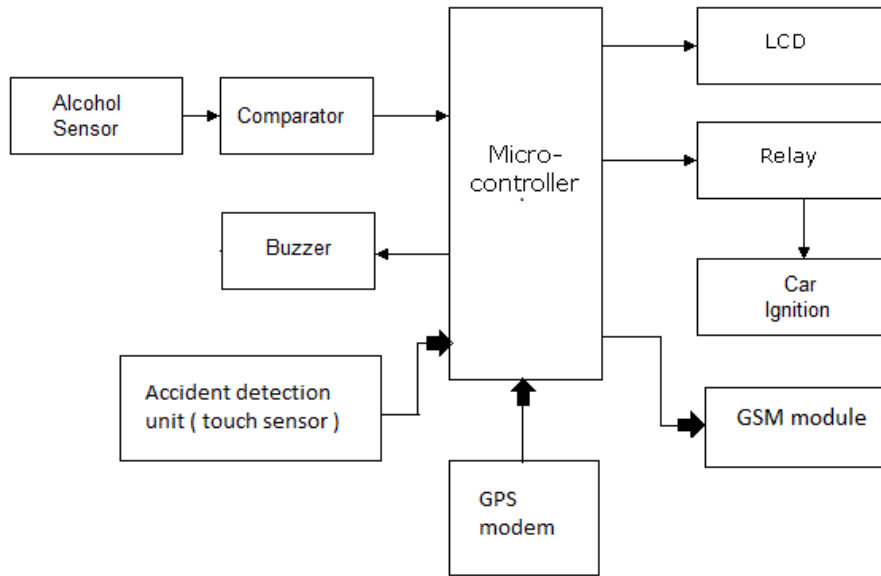 LCD
Alcohol
Sensor
Comparator
Micro-
controller
Relay
Buzzer
Car
Ignition
Accident detection
unit ( touch sensor )
GSM module
GPS
modem